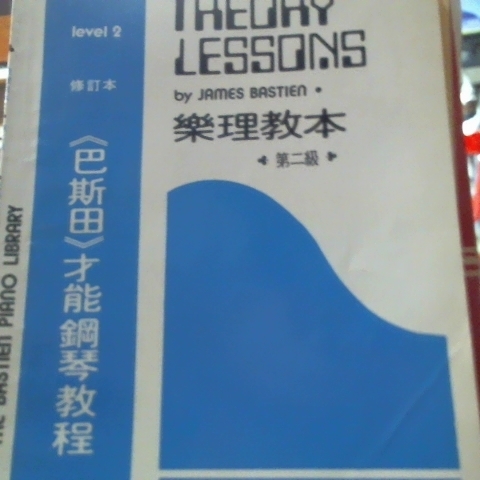 THEORY
LESSONS
by JAMES BASTIEN •
樂理教本
第二級
level 2
修訂本
《巴斯田》才能鋼琴教程
THE BASTIEN PIANO LIBRARY